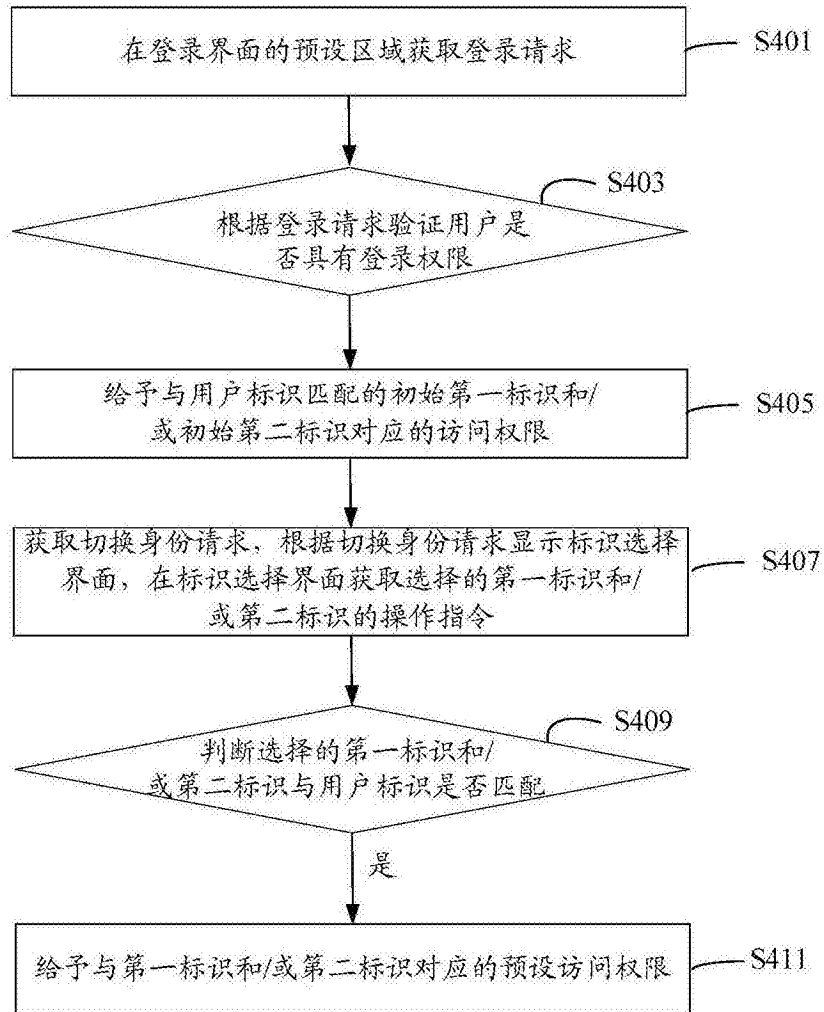 在登录界面的预设区域获取登录请求
S401
S403
根据登录请求验证用户是
否具有登录权限
给予与用户标识匹配的初始第一标识和/
或初始第二标识对应的访问权限
S405
获取切换身份请求，根据切换身份请求显示标识选择
界面，在标识选择界面获取选择的第一标识和/
或第二标识的操作指令
S407
S409
判断选择的第一标识和/
或第二标识与用户标识是否匹配
是
给予与第一标识和/或第二标识对应的预设访问权限
S411